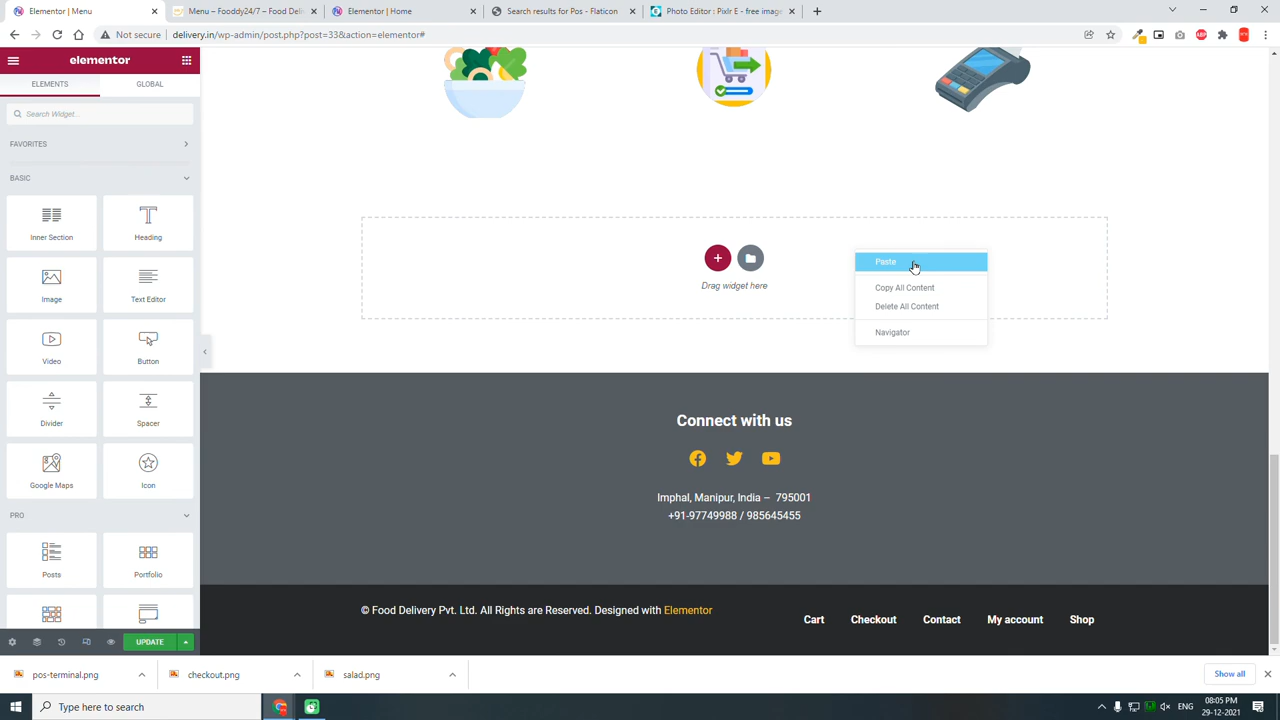 Elementor | Menu
Menu – Fooddy24/7 – Food Deli
Elementor | Home
Search results for Pos - Flaticon
Photo Editor : Pixlr E - free image
Not secure
delivery.in/wp-admin/post.php?post=33&action=elementor#
elementor
ELEMENTS
GLOBAL
Search Widget...
FAVORITES
BASIC
Inner Section
Heading
Image
Text Editor
Video
Button
Divider
Spacer
Google Maps
Icon
PRO
Posts
Portfolio
UPDATE
Drag widget here
Paste
Copy All Content
Delete All Content
Navigator
Connect with us
Imphal, Manipur, India – 795001
+91-97749988 / 985645455
© Food Delivery Pvt. Ltd. All Rights are Reserved. Designed with Elementor
Cart
Checkout
Contact
My account
Shop
pos-terminal.png
checkout.png
salad.png
Show all
Type here to search
ENG
08:05 PM
29-12-2021